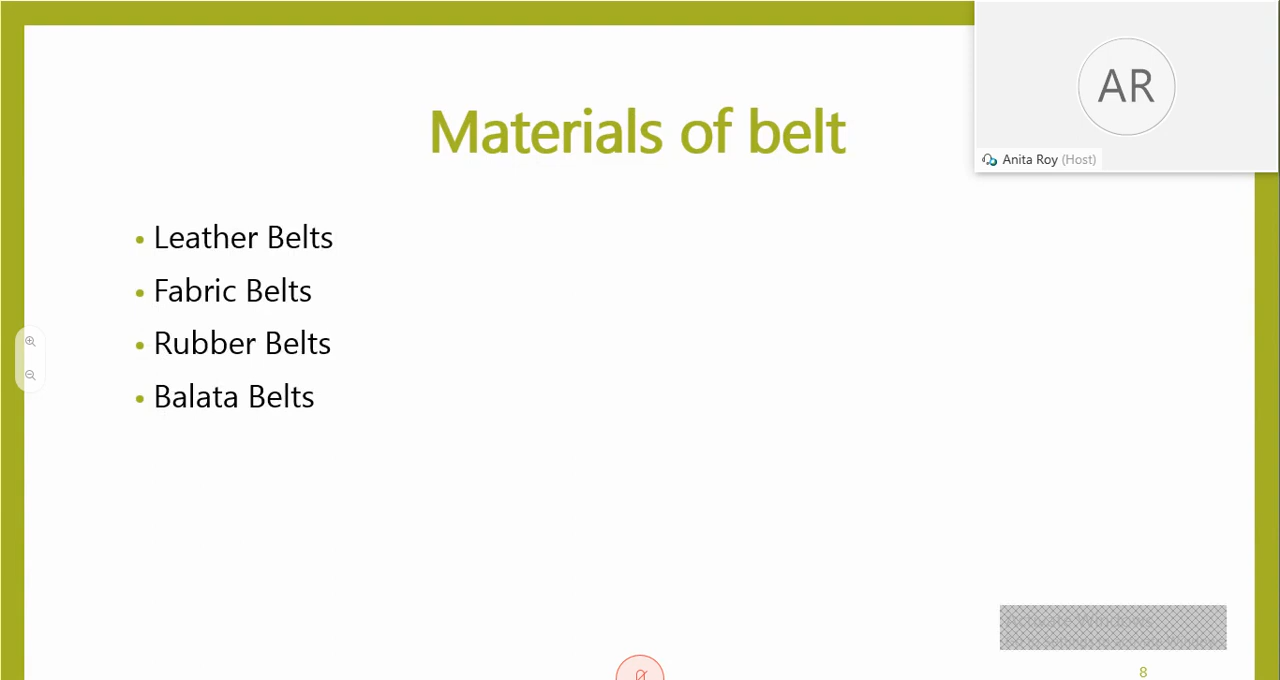 AR
Anita Roy (Host)
Materials of belt
• Leather Belts
• Fabric Belts
• Rubber Belts
• Balata Belts
8